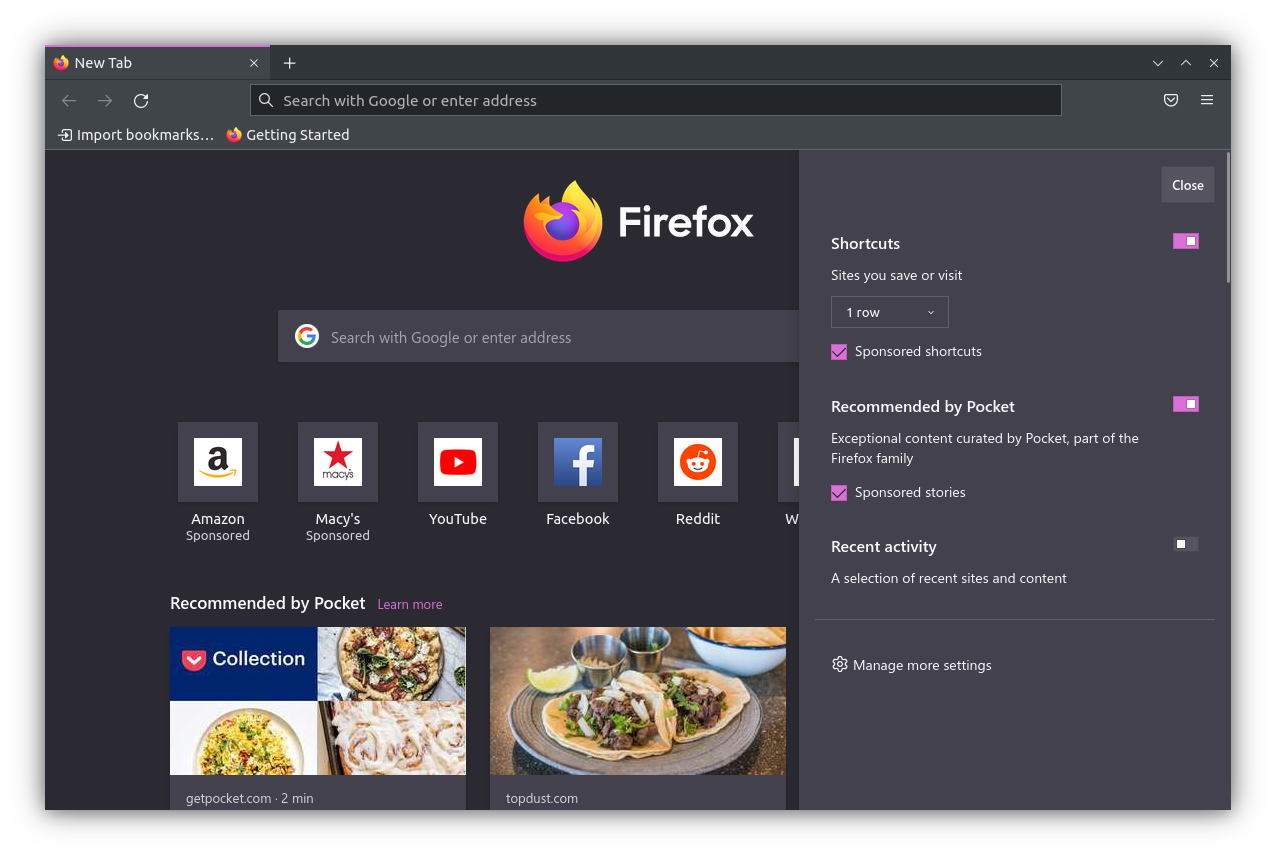 New Tab
Search with Google or enter address
Import bookmarks...
Getting Started
Firefox
Search with Google or enter address
Amazon
Sponsored
macy's
Macy's
Sponsored
YouTube
Facebook
Reddit
W
Recommended by Pocket Learn more
Collection
getpocket.com · 2 min
topdust.com
Close
Shortcuts
Sites you save or visit
1 row
Sponsored shortcuts
Recommended by Pocket
Exceptional content curated by Pocket, part of the
Firefox family
Sponsored stories
Recent activity
A selection of recent sites and content
Manage more settings